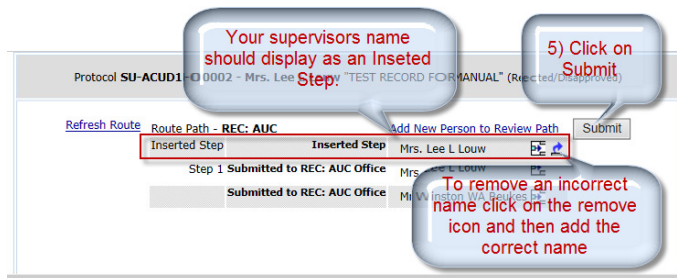 Your supervisors name
should display as an Inseted
Step.
5) Click on
Submit
Protocol SU-ACUD1- 0002 - Mrs. Lee L Louw "TEST RECORD FOR MANUAL" (Rejected/Disapproved)
Refresh Route
Route Path - REC: AUC
Add New Person to Review Path
Submit
Inserted Step Inserted Step Mrs. Lee L Louw
Step 1 Submitted to REC: AUC Office Mrs. Lee L Louw
Submitted to REC: AUC Office Mr Winston WA Beukes
To remove an incorrect
name click on the remove
icon and then add the
correct name